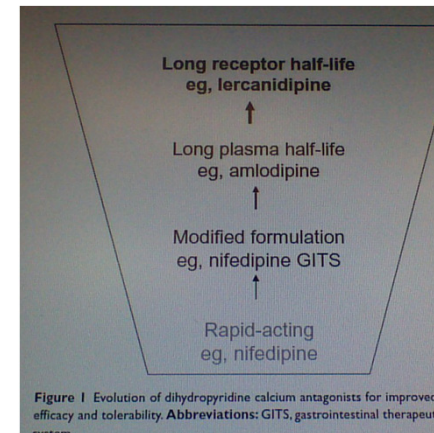 Long receptor half-life
eg, lercanidipine
Long plasma half-life
eg, amlodipine
Modified formulation
eg, nifedipine GITS
Rapid-acting
eg, nifedipine
Figure 1 Evolution of dihydropyridine calcium antagonists for improved
efficacy and tolerability. Abbreviations: GITS, gastrointestinal therapeut
system